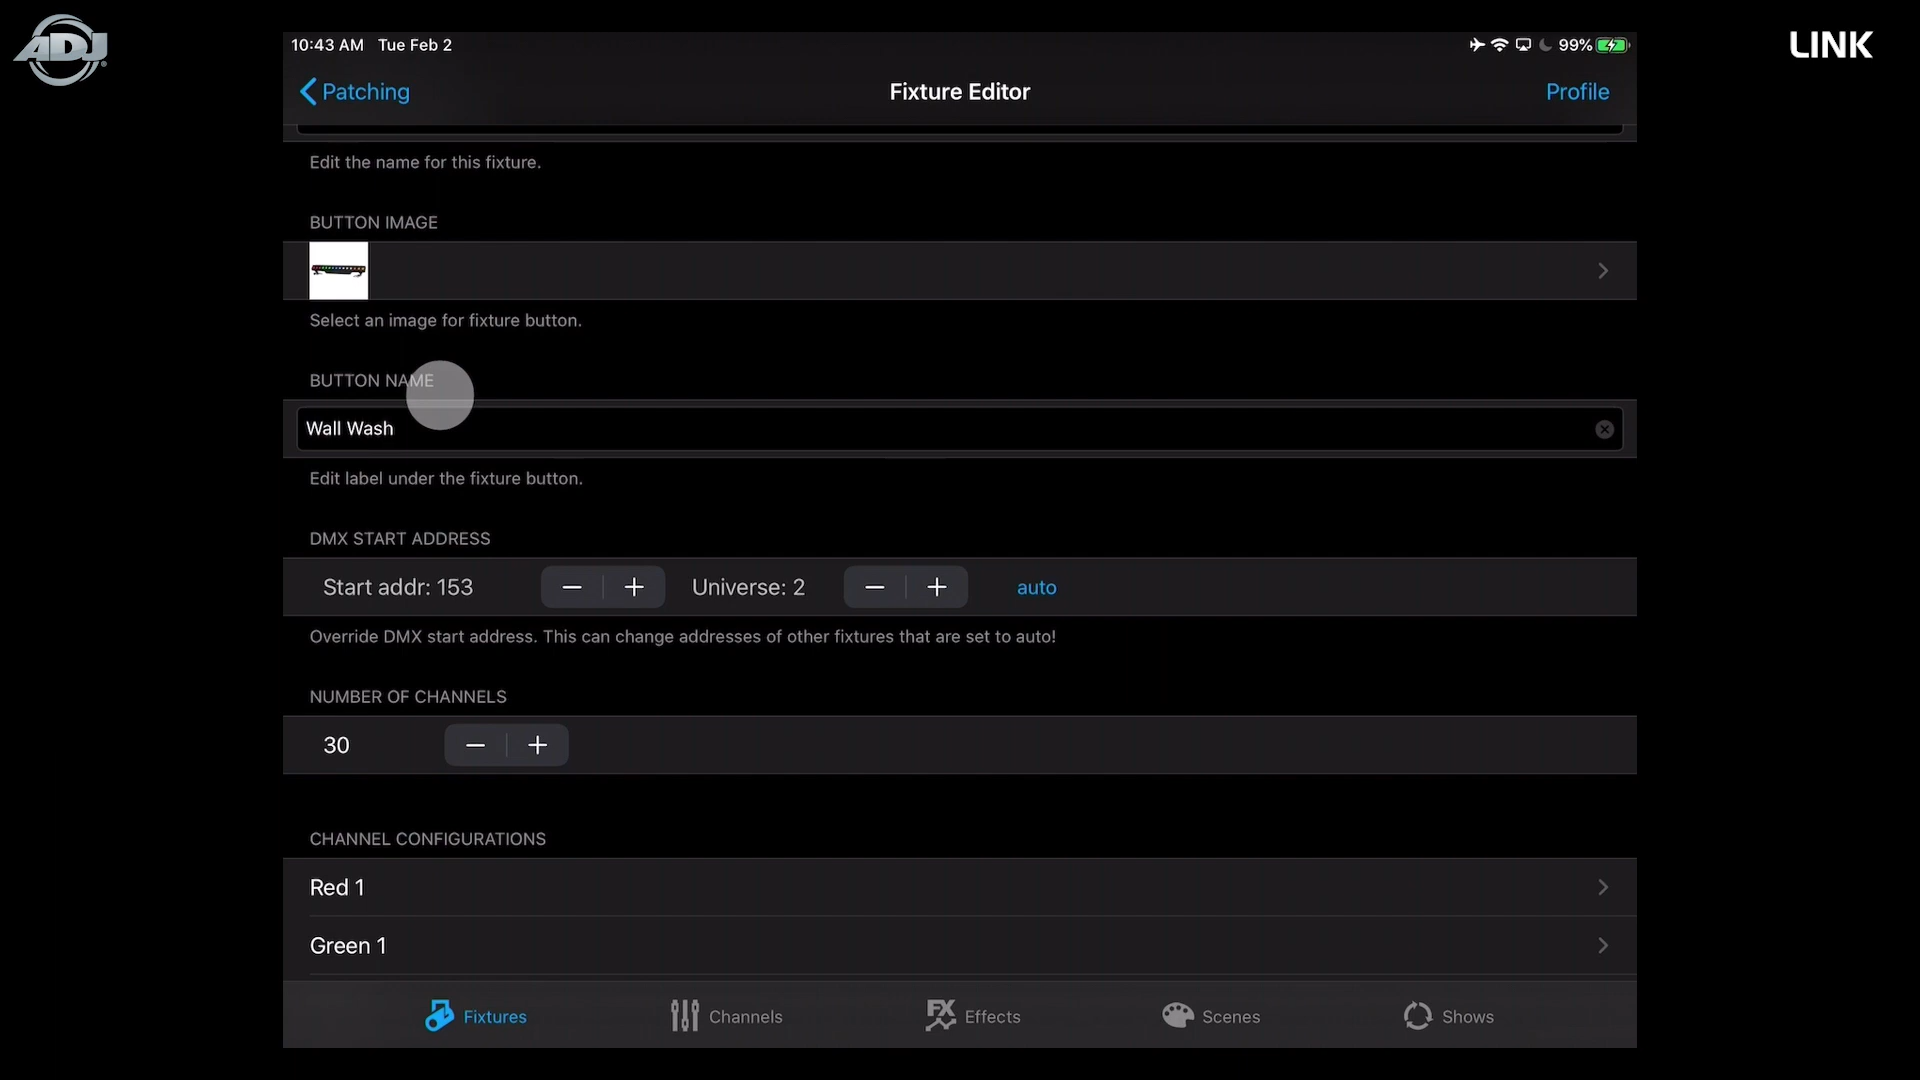 ADJ
LINK
10:43 AM Tue Feb 2
99%
Patching
Fixture Editor
Profile
Edit the name for this fixture.
BUTTON IMAGE
Select an image for fixture button.
BUTTON NAME
Wall Wash
Edit label under the fixture button.
DMX START ADDRESS
Start addr: 153 − + Universe: 2 − + auto
Override DMX start address. This can change addresses of other fixtures that are set to auto!
NUMBER OF CHANNELS
30 − +
CHANNEL CONFIGURATIONS
Red 1
Green 1
Fixtures
Channels
FX Effects
Scenes
Shows